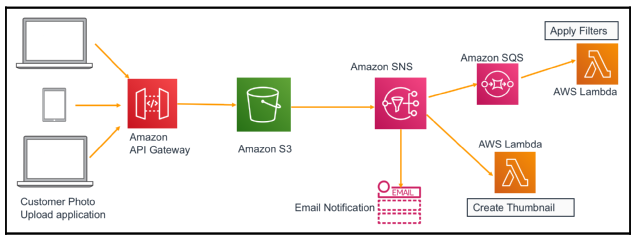 Apply Filters
Amazon SQS
Amazon SNS
AWS Lambda
Amazon
API Gateway
Amazon S3
AWS Lambda
EMAIL
Customer Photo
Upload application
Email Notification
Create Thumbnail